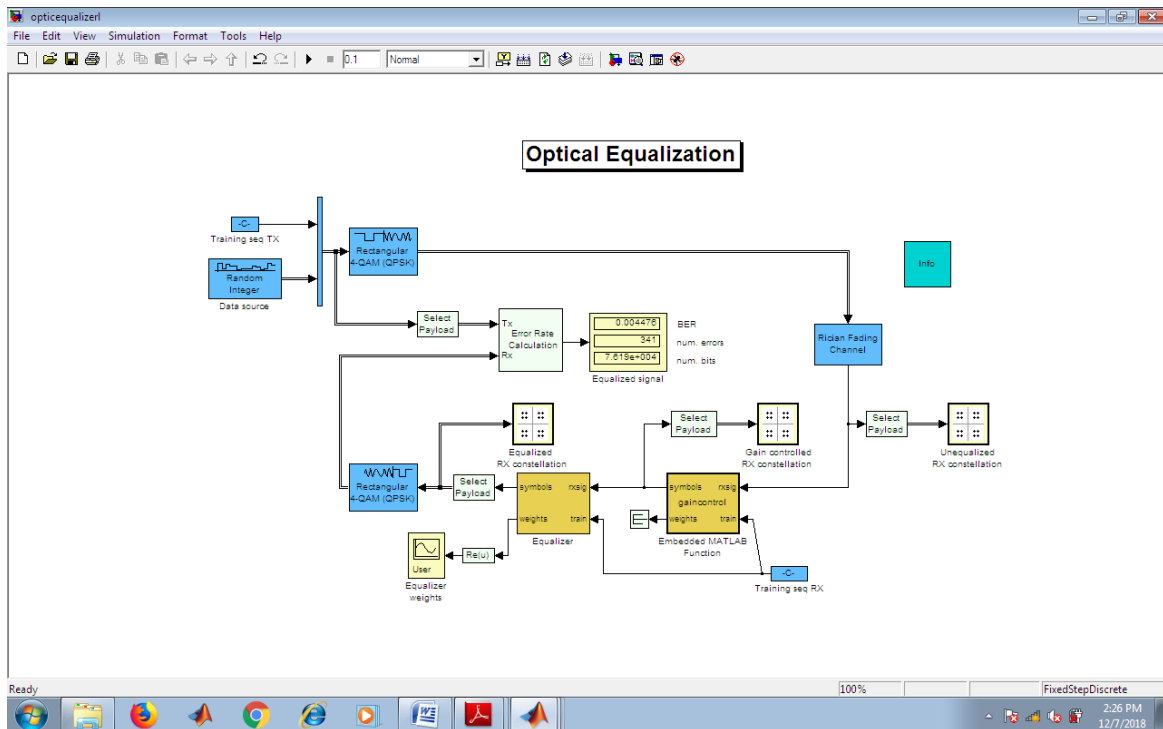 opticequalizerl
File Edit View Simulation Format Tools Help
0.1 Normal
Optical Equalization
-C-
Training seq TX
Random
Integer
Data source
Rectangular
4-QAM (QPSK)
Info
Select
Payload
Tx
Rx
Error Rate
Calculation
0.004476
341
7.619e+004
BER
num. errors
num. bits
Equalized signal
Rician Fading
Channel
Equalized
RX constellation
Select
Payload
Gain controlled
RX constellation
Select
Payload
Unequalized
RX constellation
Rectangular
4-QAM (QPSK)
Select
Payload
symbols rxsig
weights train
Equalizer
symbols rxsig
gaincontrol
weights train
Embedded MATLAB
Function
Re(u)
User
Equalizer
weights
-C-
Training seq RX
Ready
100%
FixedStepDiscrete
2:26 PM
12/7/2018